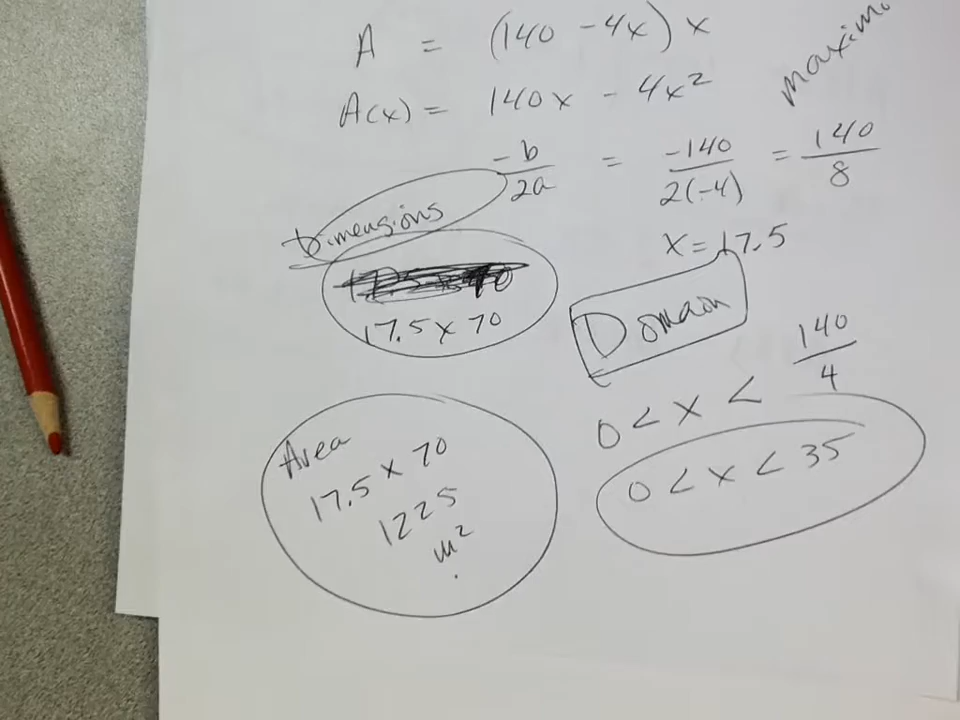 A = (140 - 4x) x
A(x) = 140x - 4x²
-b/2a = -140/2(-4) = 140/8
x = 17.5
Dimensions
17.5 x 70
Domain
0 < x < 140/4
0 < x < 35
Area
17.5 x 70
1225
m²